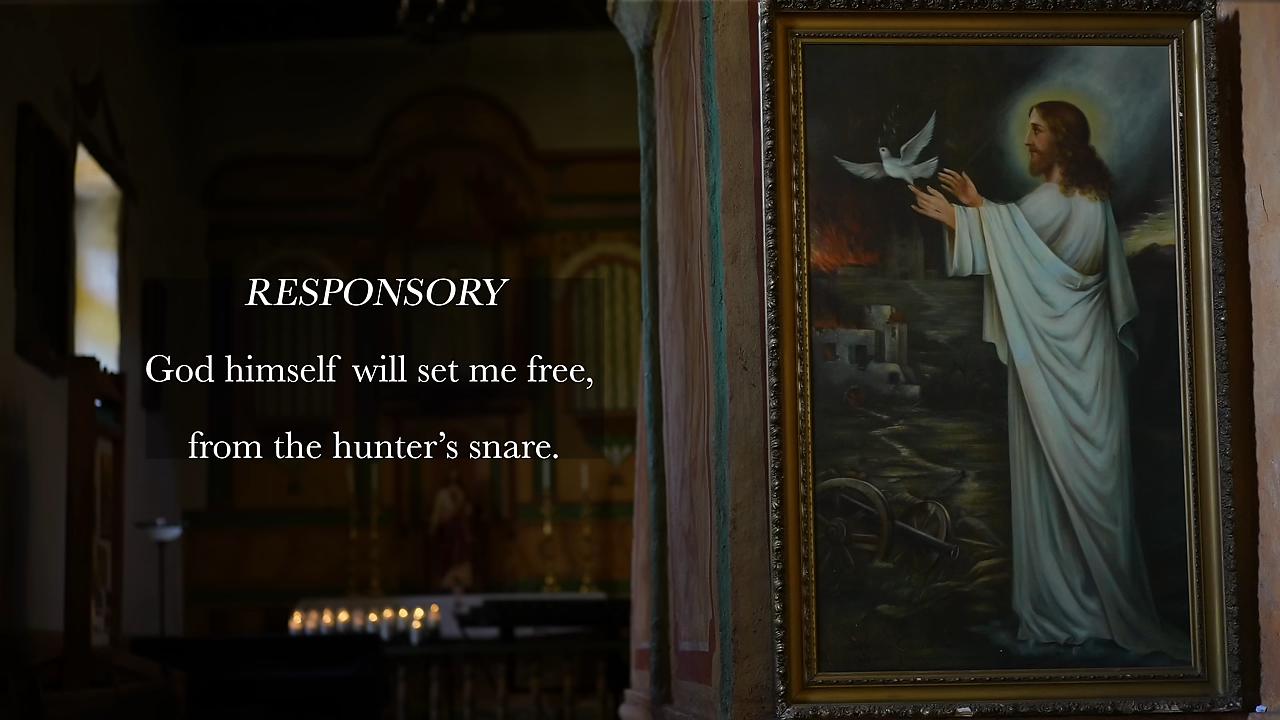 RESPONSORY
God himself will set me free,
from the hunter’s snare.